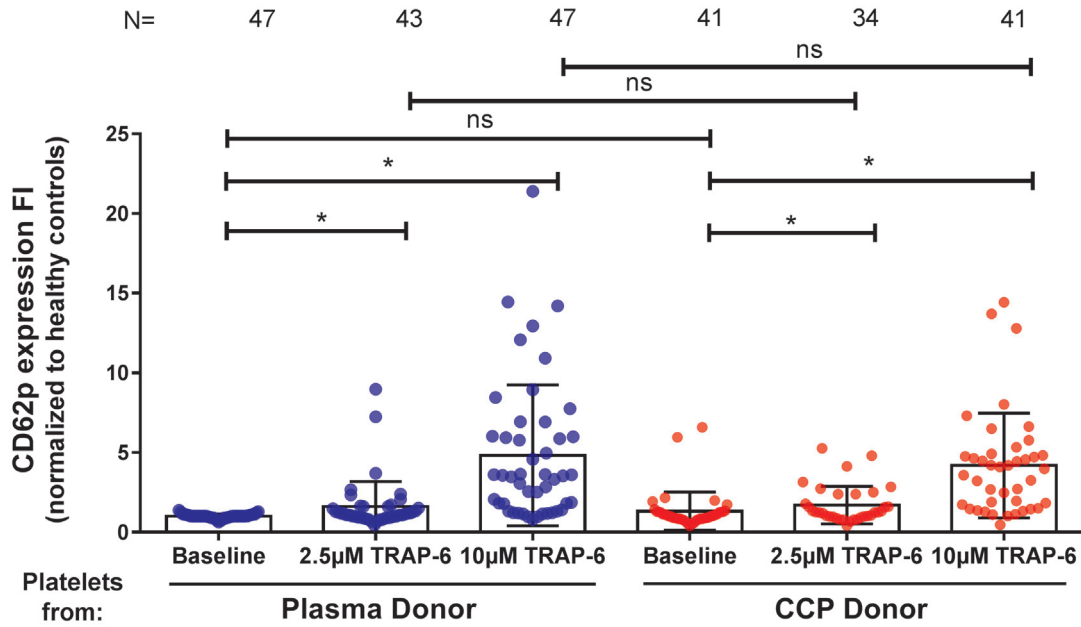 N= 47 43 47 41 34 41
ns
ns
ns
* *
* *
CD62p expression FI
(normalized to healthy controls)
25
20
15
10
5
0
Baseline 2.5µM TRAP-6 10µM TRAP-6 Baseline 2.5µM TRAP-6 10µM TRAP-6
Platelets
from:
Plasma Donor CCP Donor